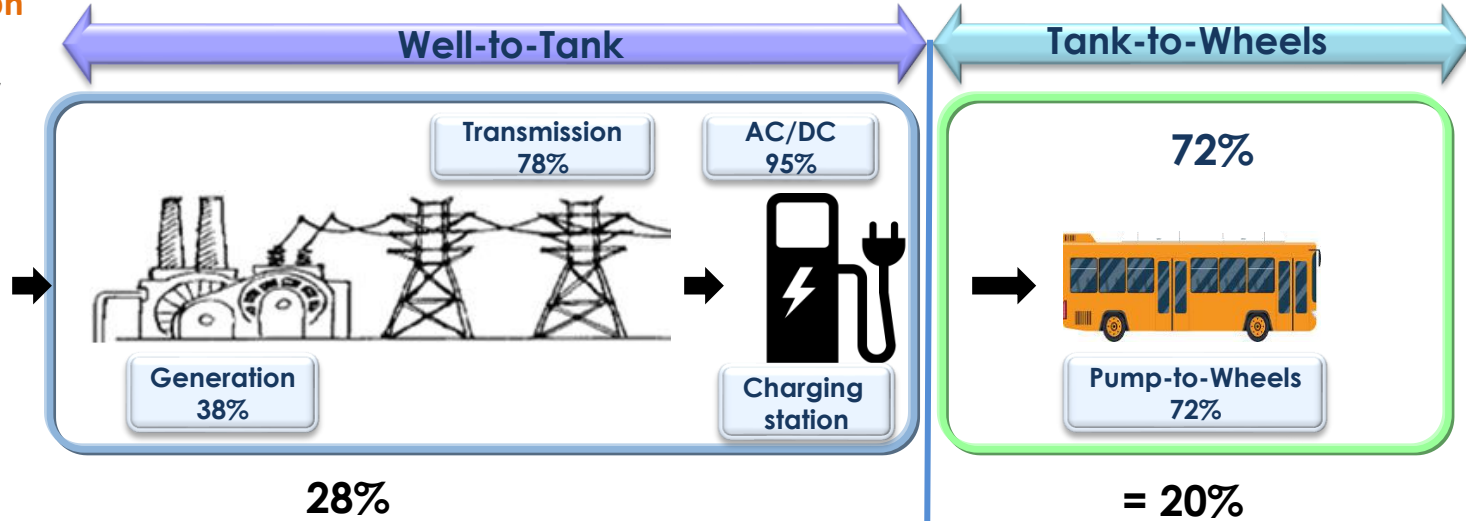 Well-to-Tank
Tank-to-Wheels
Transmission
78%
AC/DC
95%
72%
Generation
38%
Charging
station
Pump-to-Wheels
72%
28%
= 20%